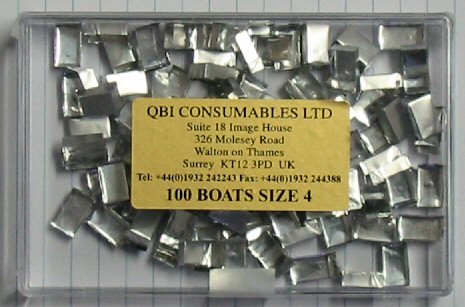 QBI CONSUMABLES LTD
Suite 18 Image House
326 Molesey Road
Walton on Thames
Surrey KT12 3PD UK
Tel: +44(0)1932 242243 Fax: +44(0)1932 244388
100 BOATS SIZE 4